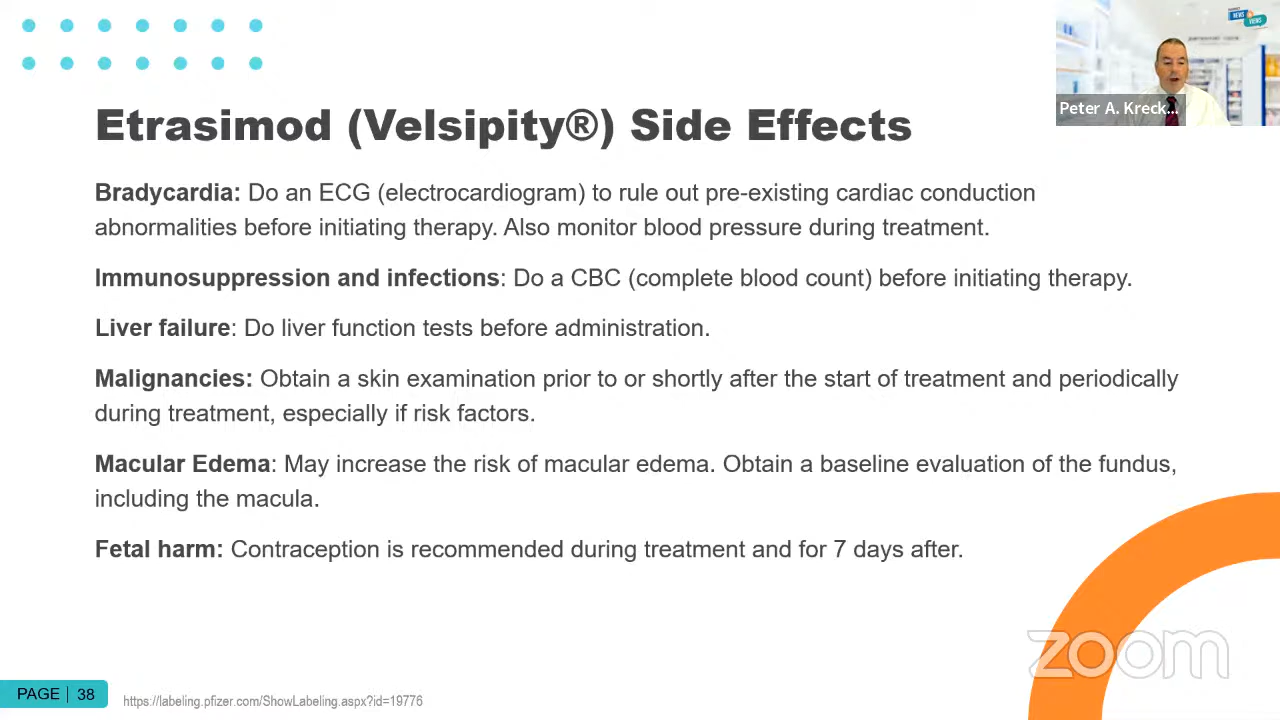 NEWS
VIEWS
Peter A. Kreck...
Etrasimod (Velsipity®) Side Effects
Bradycardia: Do an ECG (electrocardiogram) to rule out pre-existing cardiac conduction
abnormalities before initiating therapy. Also monitor blood pressure during treatment.
Immunosuppression and infections: Do a CBC (complete blood count) before initiating therapy.
Liver failure: Do liver function tests before administration.
Malignancies: Obtain a skin examination prior to or shortly after the start of treatment and periodically
during treatment, especially if risk factors.
Macular Edema: May increase the risk of macular edema. Obtain a baseline evaluation of the fundus,
including the macula.
Fetal harm: Contraception is recommended during treatment and for 7 days after.
zoom
PAGE | 38
https://labeling.pfizer.com/ShowLabeling.aspx?id=19776